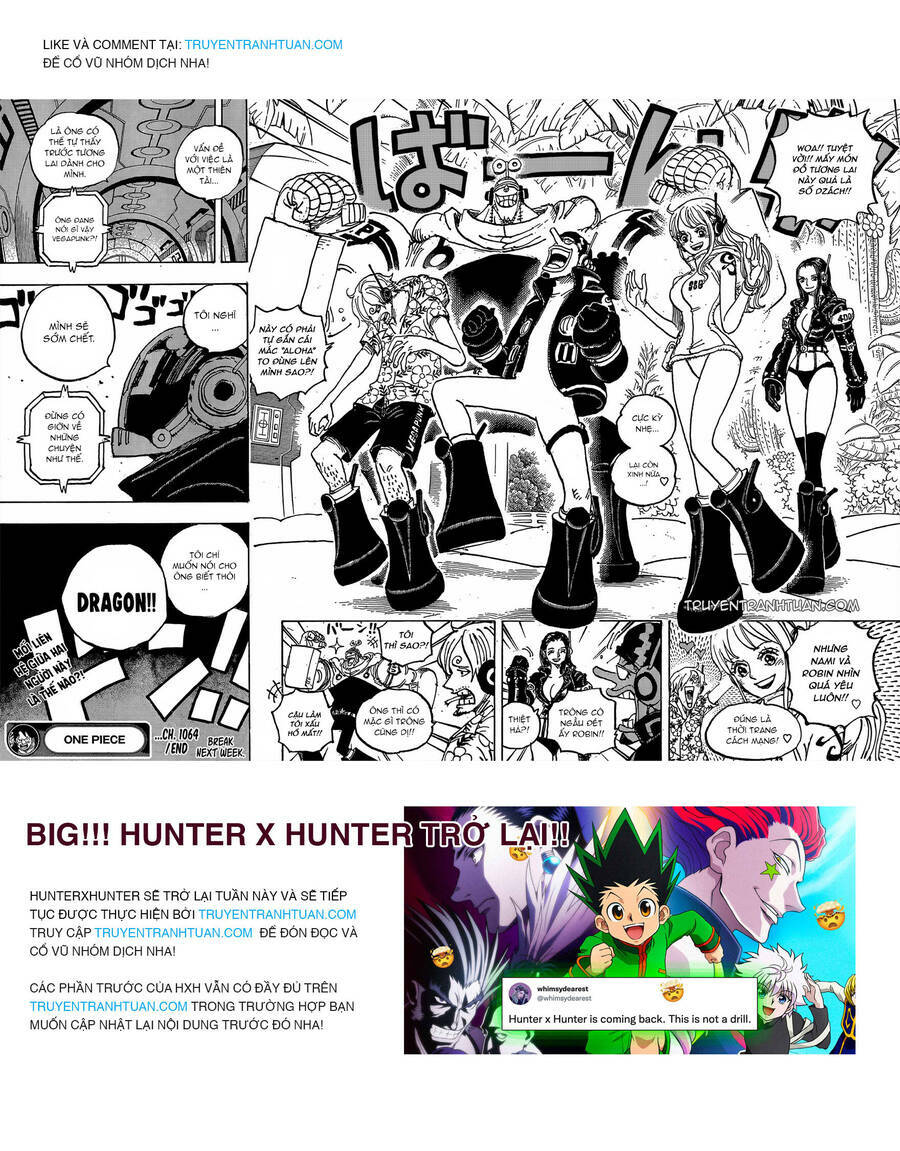 LIKE VÀ COMMENT TẠI: TRUYENTRANHTUAN.COM
ĐỂ CỔ VŨ NHÓM DỊCH NHA!
WOA!! TUYỆT
VỜI!! MẤY MÓN
ĐỒ TƯƠNG LAI
NÀY QUẢ LÀ
SỐ DZÁCH!!
ばーん
CỰC KỲ
NHẸ...
LẠI CÒN
XINH NỮA
...! ♡
NÀY CÓ PHẢI
TỰ GẮN CÁI
MẮC "ALOHA"
TO ĐÙNG LÊN
MÌNH SAO?!
VEGAPUNK
TRUYENTRANHTUAN.COM
NHƯNG
NAMI VÀ
ROBIN NHÌN
QUÁ YÊU
LUÔN!! ♡
ĐÚNG LÀ
THỜI TRANG
CÁCH MẠNG! ♡
TRÔNG CÔ
NGẦU ĐÉT
ẤY ROBIN!!
THIỆT
HẢ?!
TÔI
THÌ SAO?!
ÔNG THÌ CÓ
MẶC GÌ TRÔNG
CŨNG DỊ!!
CẬU LÀM
TÔI XẤU
HỔ MẤT!!
VẤN ĐỀ
VỚI VIỆC LÀ
MỘT THIÊN
TÀI...
LÀ ÔNG CÓ
THỂ TỰ THẤY
TRƯỚC TƯƠNG
LAI DÀNH CHO
MÌNH.
ÔNG ĐANG
NÓI GÌ VẬY
VEGAPUNK?!
ゴゴゴゴ
TÔI NGHĨ
...
MÌNH SẼ
SỚM CHẾT.
ĐỪNG CÓ
GIỠN VỀ
NHỮNG
CHUYỆN
NHƯ THẾ.
TÔI CHỈ
MUỐN NÓI CHO
ÔNG BIẾT THÔI
...
DRAGON!!
MỐI LIÊN
HỆ GIỮA HAI
NGƯỜI NÀY
LÀ THẾ NÀO?!
ONE PIECE
...CH. 1064
/END
BREAK
NEXT WEEK.
BIG!!! HUNTER X HUNTER TRỞ LẠI!!
HUNTERXHUNTER SẼ TRỞ LẠI TUẦN NÀY VÀ SẼ TIẾP
TỤC ĐƯỢC THỰC HIỆN BỞI TRUYENTRANHTUAN.COM
TRUY CẬP TRUYENTRANHTUAN.COM ĐỂ ĐÓN ĐỌC VÀ
CỔ VŨ NHÓM DỊCH NHA!
CÁC PHẦN TRƯỚC CỦA HXH VẪN CÓ ĐẦY ĐỦ TRÊN
TRUYENTRANHTUAN.COM TRONG TRƯỜNG HỢP BẠN
MUỐN CẬP NHẬT LẠI NỘI DUNG TRƯỚC ĐÓ NHA!
whimsydearest
@whimsydearest
Hunter x Hunter is coming back. This is not a drill.